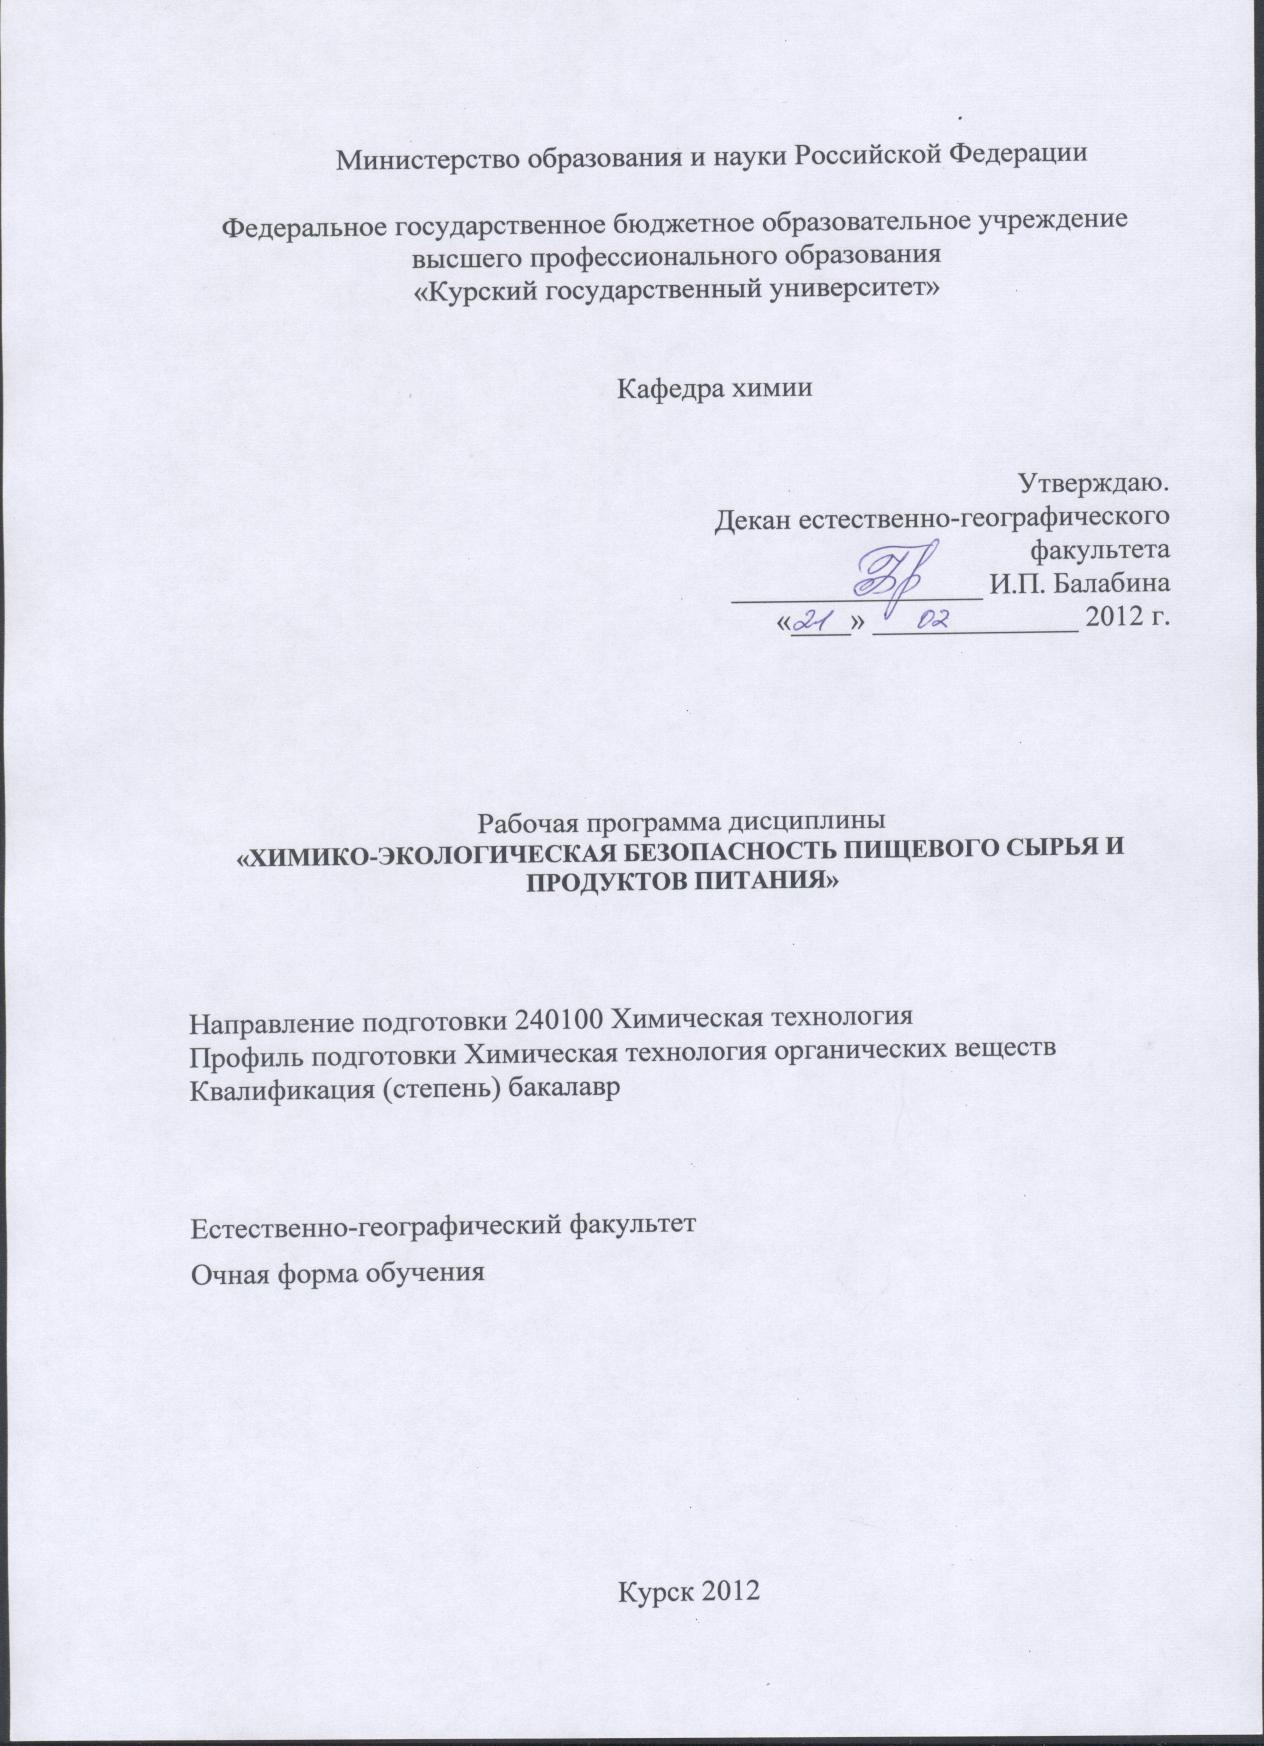 Министерство образования и науки Российской Федерации
Федеральное государственное бюджетное образовательное учреждение
высшего профессионального образования
«Курский государственный университет»
Кафедра химии
Утверждаю.
Декан естественно-географического
факультета
И.П. Балабина
«21» 02 2012 г.
Рабочая программа дисциплины
«ХИМИКО-ЭКОЛОГИЧЕСКАЯ БЕЗОПАСНОСТЬ ПИЩЕВОГО СЫРЬЯ И
ПРОДУКТОВ ПИТАНИЯ»
Направление подготовки 240100 Химическая технология
Профиль подготовки Химическая технология органических веществ
Квалификация (степень) бакалавр
Естественно-географический факультет
Очная форма обучения
Курск 2012